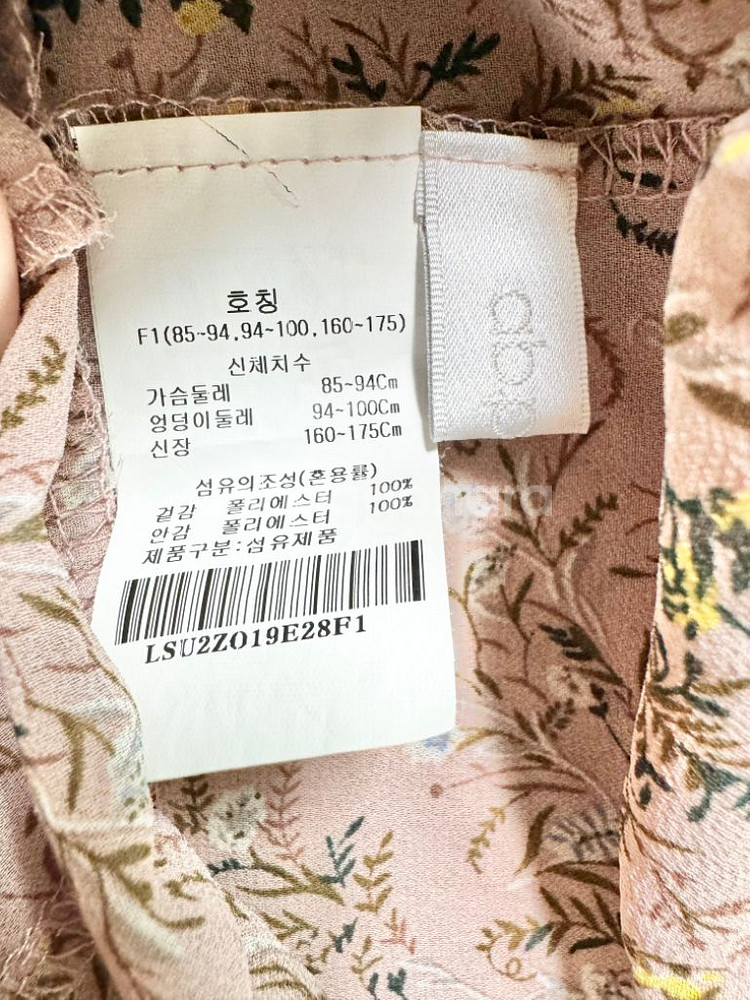 호칭
F1(85~94,94~100,160~175)
신체치수
가슴둘레 85~94Cm
엉덩이둘레 94~100Cm
신장 160~175Cm
섬유의조성(혼용률)
겉감 폴리에스터 100%
안감 폴리에스터 100%
제품구분:섬유제품
LSU2ZO19E28F1